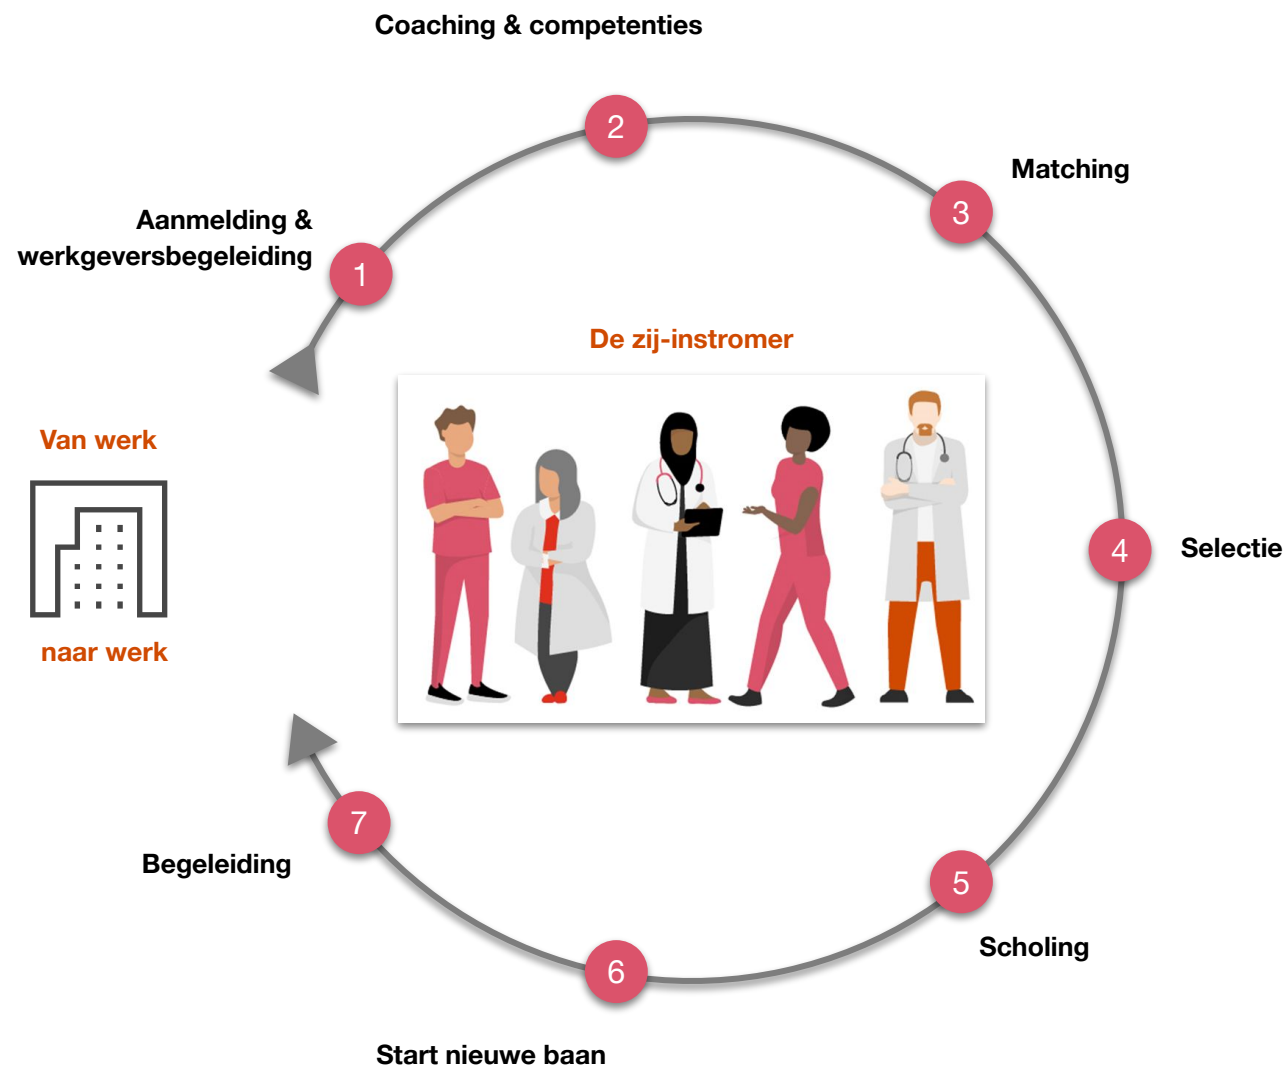 Coaching & competenties
2
Matching
3
Aanmelding &
werkgeversbegeleiding
1
De zij-instromer
Van werk
naar werk
4
Selectie
7
Begeleiding
5
Scholing
6
Start nieuwe baan